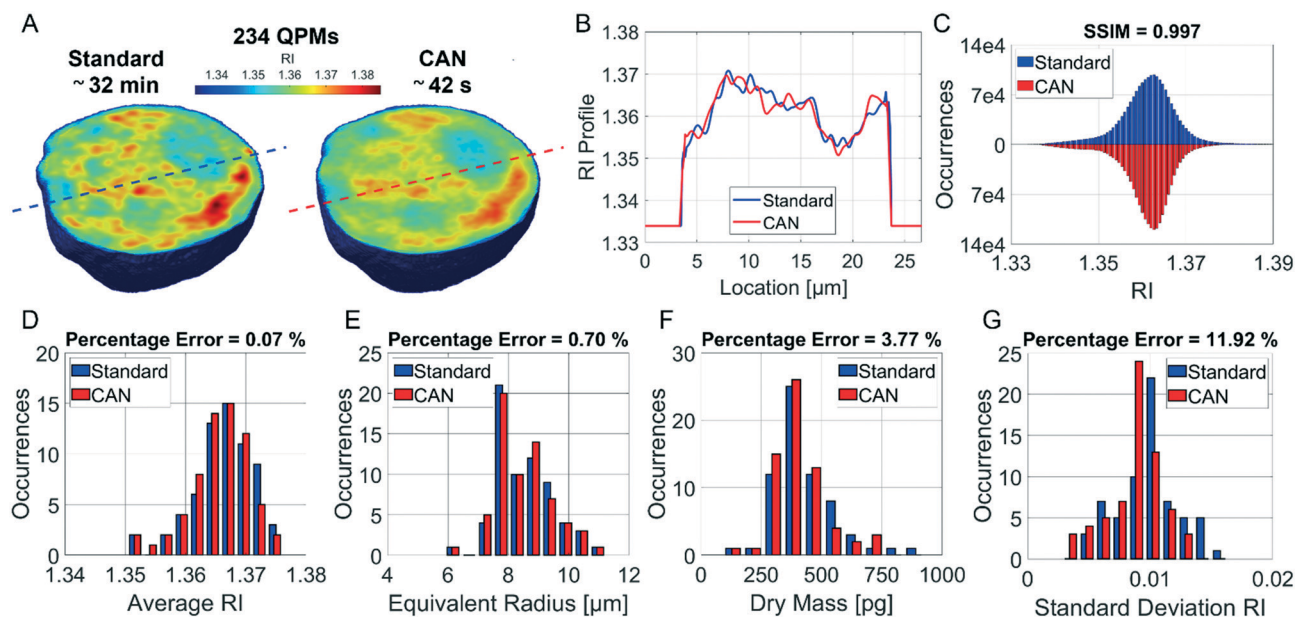 A
234 QPMs
Standard
~ 32 min
RI
1.34 1.35 1.36 1.37 1.38
CAN
~ 42 s
B
1.38
1.37
1.36
1.35
1.34
1.33
RI Profile
Standard
CAN
0 5 10 15 20 25
Location [µm]
C
SSIM = 0.997
14e4
7e4
0
7e4
14e4
Occurrences
Standard
CAN
1.33 1.35 1.37 1.39
RI
D
Percentage Error = 0.07 %
20
15
10
5
0
Occurrences
Standard
CAN
1.34 1.35 1.36 1.37 1.38
Average RI
E
Percentage Error = 0.70 %
25
20
15
10
5
0
Occurrences
Standard
CAN
4 6 8 10 12
Equivalent Radius [µm]
F
Percentage Error = 3.77 %
30
20
10
0
Occurrences
Standard
CAN
0 250 500 750 1000
Dry Mass [pg]
G
Percentage Error = 11.92 %
25
20
15
10
5
0
Occurrences
Standard
CAN
0 0.01 0.02
Standard Deviation RI